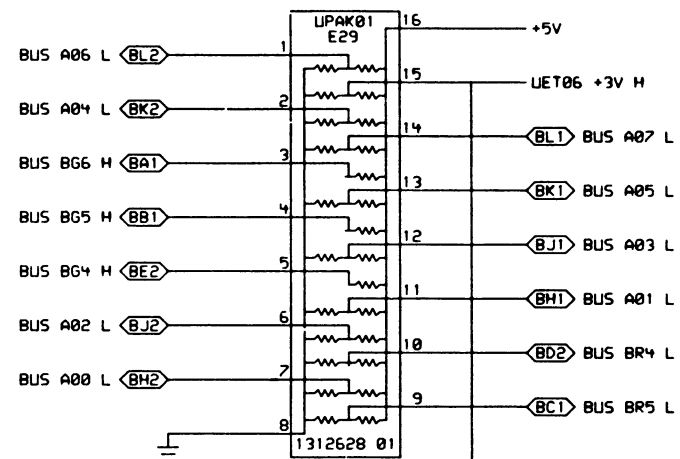 UPAK01
E29
16
+5V
BUS A06 L BL2 1
15
UET06 +3V H
BUS A04 L BK2 2
14
BL1 BUS A07 L
BUS BG6 H BA1 3
13
BK1 BUS A05 L
BUS BG5 H BB1 4
12
BJ1 BUS A03 L
BUS BG4 H BE2 5
11
BH1 BUS A01 L
BUS A02 L BJ2 6
10
BD2 BUS BR4 L
BUS A00 L BH2 7
9
BC1 BUS BR5 L
8
1312628 01